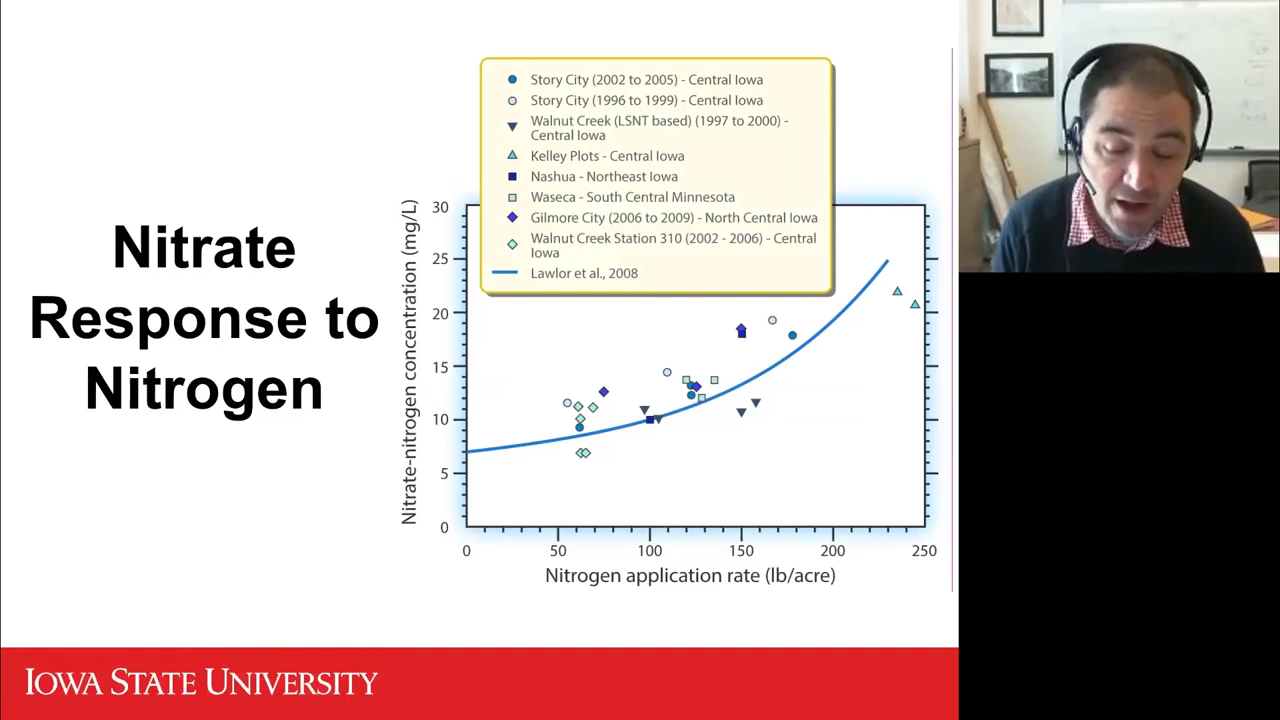 Nitrate
Response to
Nitrogen
Story City (2002 to 2005) - Central Iowa
Story City (1996 to 1999) - Central Iowa
Walnut Creek (LSNT based) (1997 to 2000) -
Central Iowa
Kelley Plots - Central Iowa
Nashua - Northeast Iowa
Waseca - South Central Minnesota
Gilmore City (2006 to 2009) - North Central Iowa
Walnut Creek Station 310 (2002 - 2006) - Central
Iowa
Lawlor et al., 2008
Nitrate-nitrogen concentration (mg/L)
30
25
20
15
10
5
0
0 50 100 150 200 250
Nitrogen application rate (lb/acre)
IOWA STATE UNIVERSITY